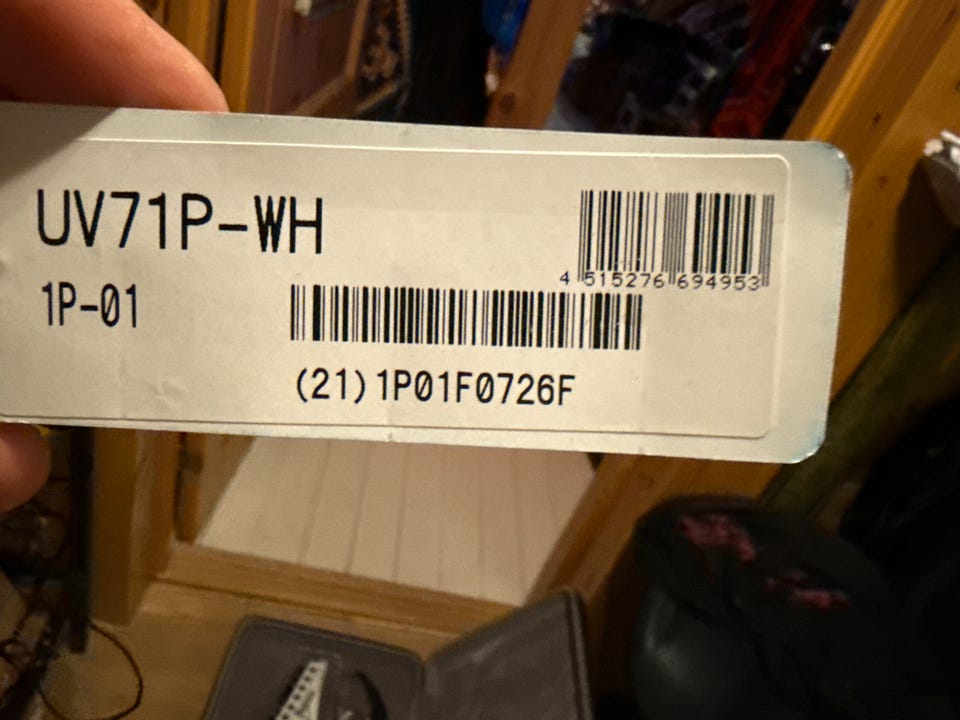 UV71P-WH
4 515276 694953
1P-01
(21)1P01F0726F